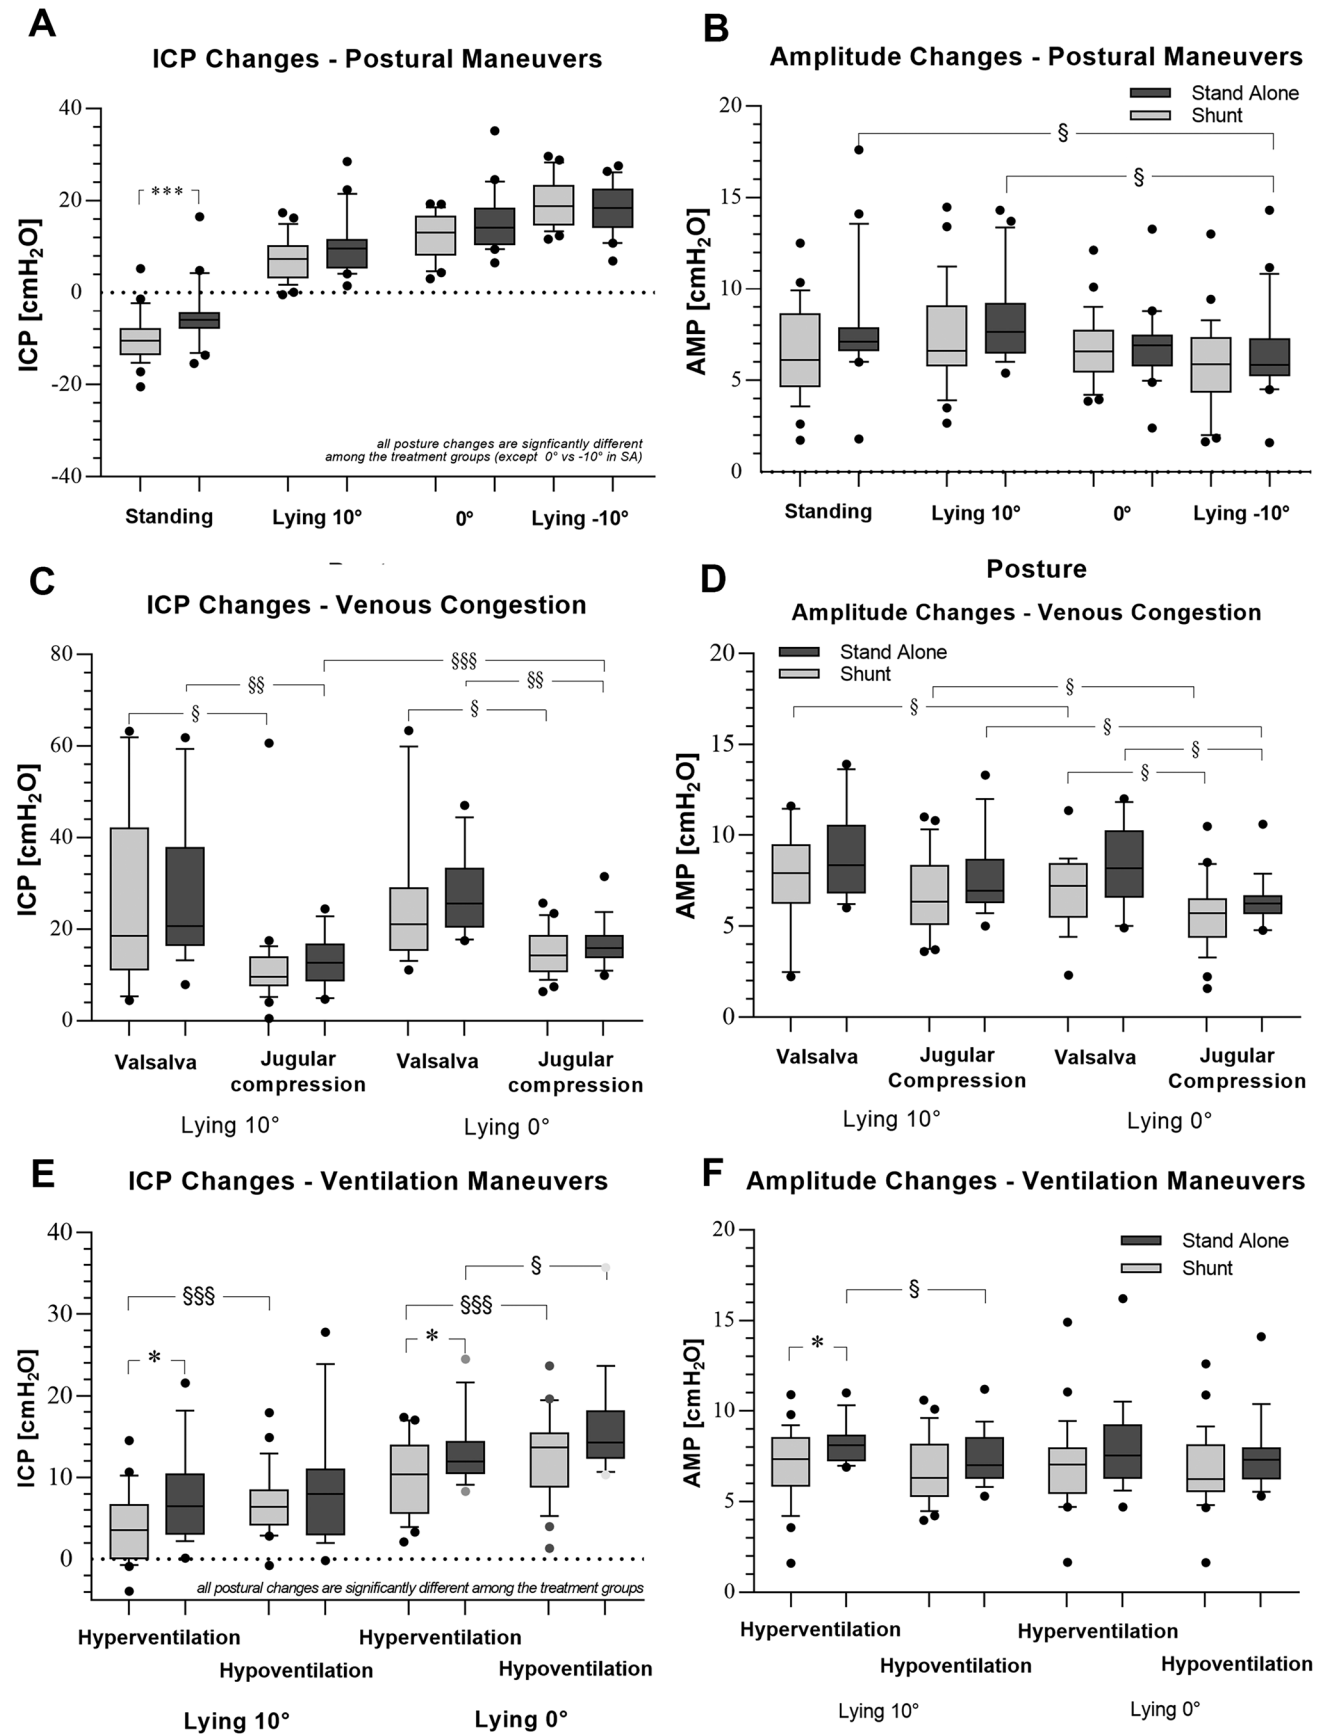 A
ICP Changes - Postural Maneuvers
40
20
0
-20
-40
ICP [cmH2O]
***
all posture changes are signficantly different
among the treatment groups (except 0° vs -10° in SA)
Standing
Lying 10°
0°
Lying -10°
B
Amplitude Changes - Postural Maneuvers
Stand Alone
Shunt
20
15
10
5
0
AMP [cmH2O]
§
§
Standing
Lying 10°
0°
Lying -10°
Posture
C
ICP Changes - Venous Congestion
80
60
40
20
0
ICP [cmH2O]
§§§
§§
§§
§
§
Valsalva
Jugular
compression
Valsalva
Jugular
compression
Lying 10°
Lying 0°
D
Amplitude Changes - Venous Congestion
Stand Alone
Shunt
20
15
10
5
0
AMP [cmH2O]
§
§
§
§
§
Valsalva
Jugular
Compression
Valsalva
Jugular
Compression
Lying 10°
Lying 0°
E
ICP Changes - Ventilation Maneuvers
40
30
20
10
0
ICP [cmH2O]
§
§§§
§§§
*
*
all postural changes are significantly different among the treatment groups
Hyperventilation
Hypoventilation
Hyperventilation
Hypoventilation
Lying 10°
Lying 0°
F
Amplitude Changes - Ventilation Maneuvers
Stand Alone
Shunt
20
15
10
5
0
AMP [cmH2O]
§
*
Hyperventilation
Hypoventilation
Hyperventilation
Hypoventilation
Lying 10°
Lying 0°